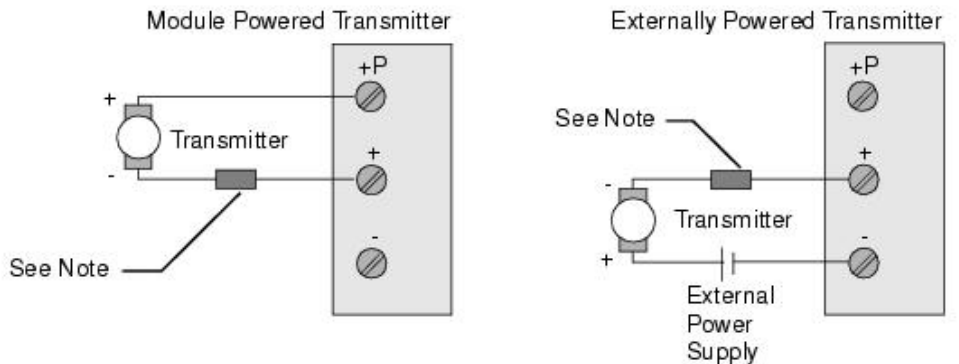 Module Powered Transmitter
+P
+
Transmitter
+
-
-
See Note
Externally Powered Transmitter
+P
See Note
+
-
Transmitter
-
+
External
Power
Supply